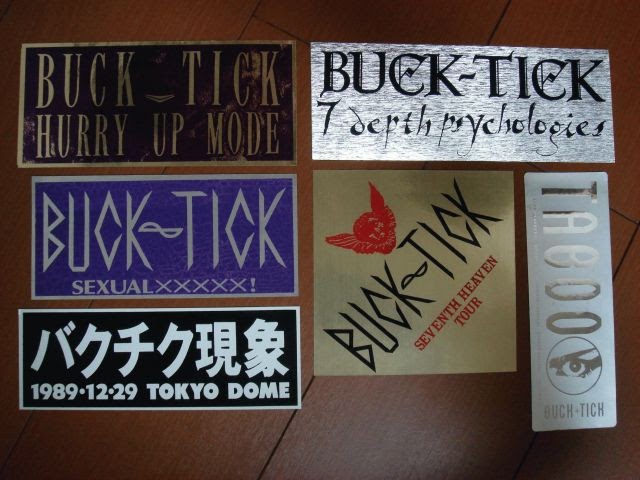 BUCK~TICK
HURRY UP MODE
BUCK-TICK
7 depth psychologies
BUCK~TICK
SEXUAL×××××!
BUCK~TICK
SEVENTH HEAVEN
TOUR
TABOO
BUCK-TICK
バクチク現象
1989・12・29 TOKYO DOME